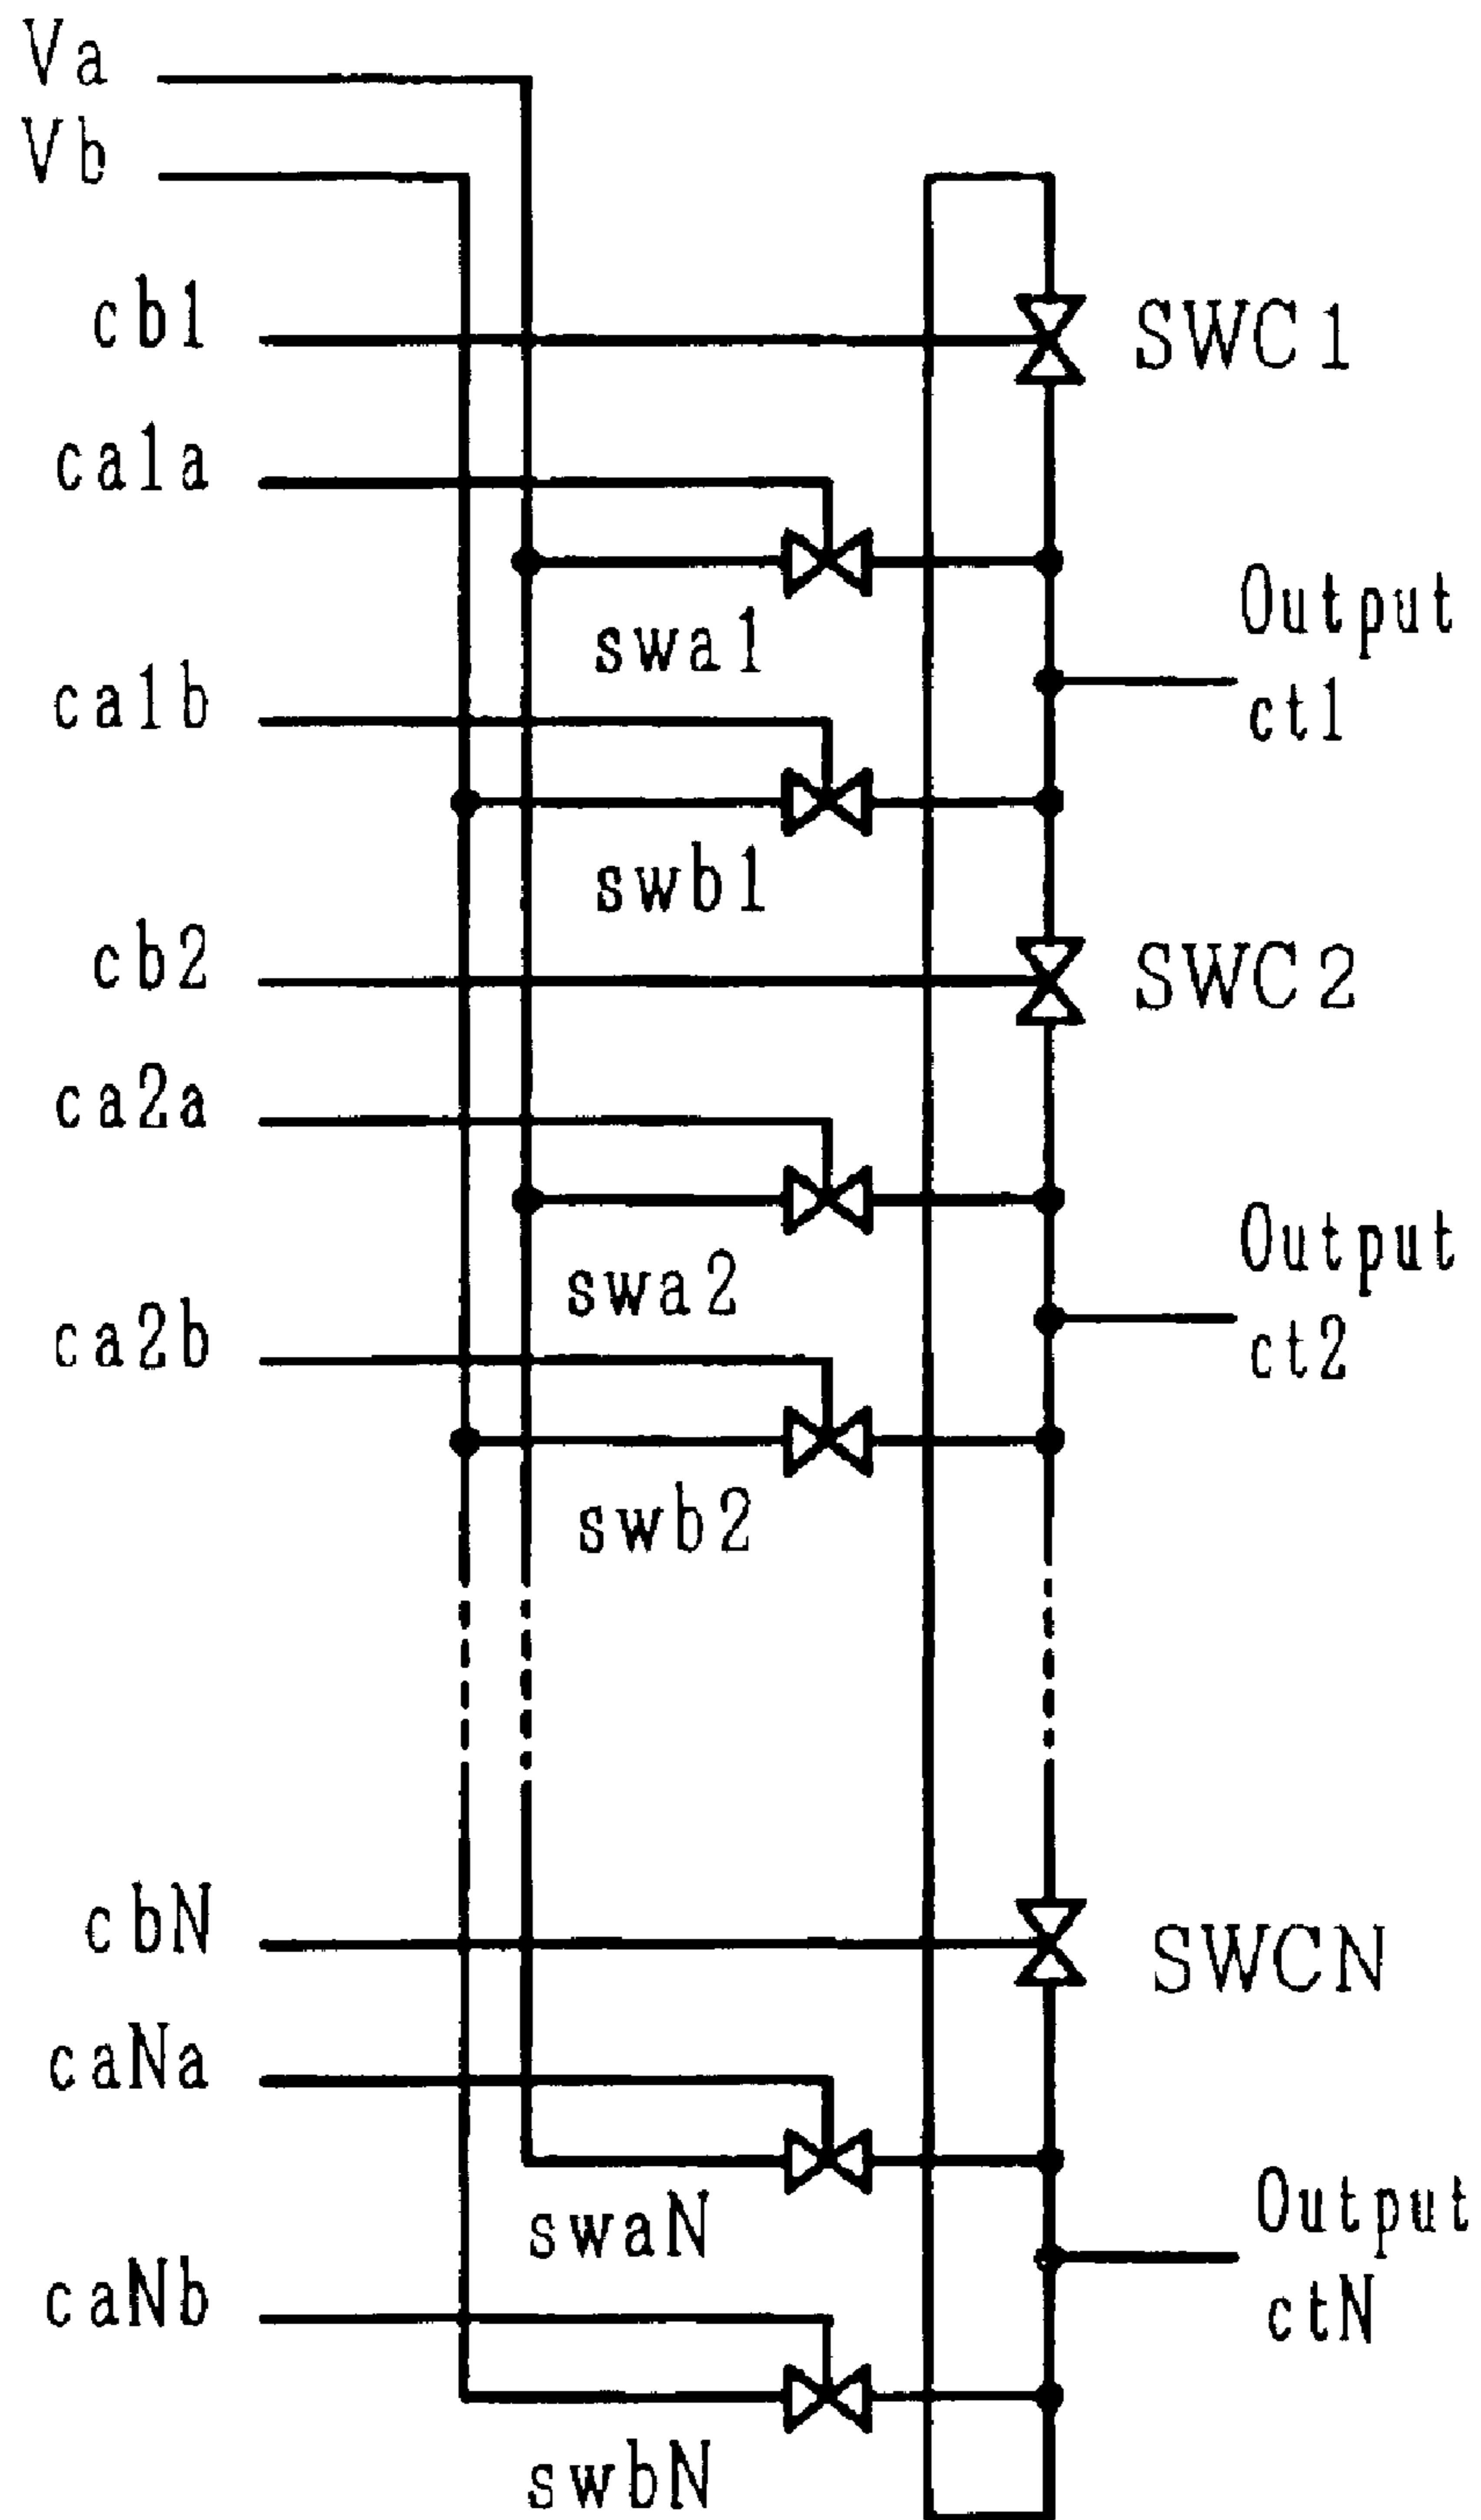 Va
Vb
cb1
SWC1
ca1a
swa1
Output
ct1
ca1b
swb1
cb2
SWC2
ca2a
swa2
Output
ct2
ca2b
swb2
cbN
SWCN
caNa
swaN
Output
ctN
caNb
swbN